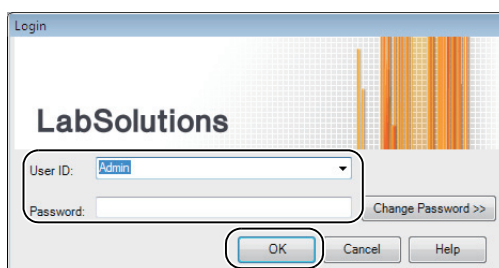 Login
LabSolutions
User ID: Admin
Password: Change Password >>
OK Cancel Help